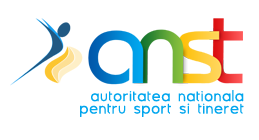 anst
autoritatea nationala
pentru sport si tineret